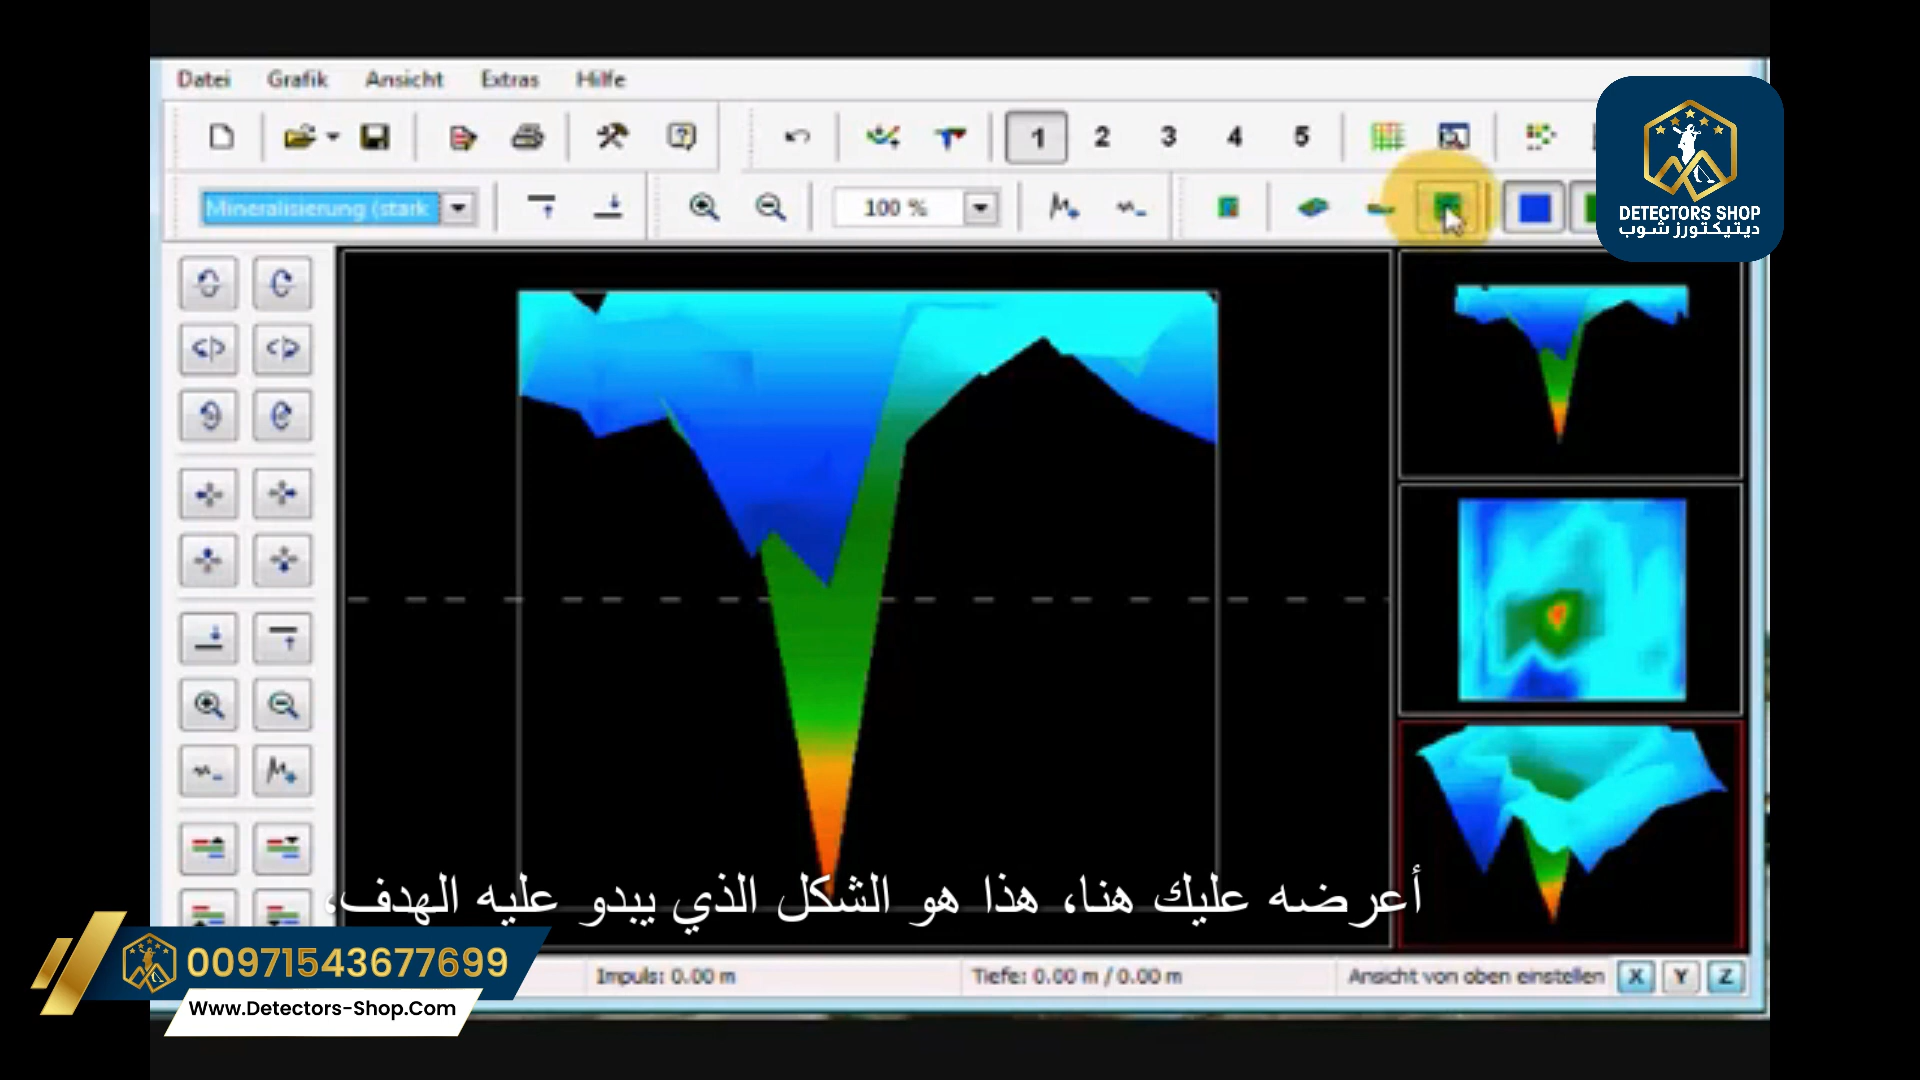 Datei Grafik Ansicht Extras Hilfe
1 2 3 4 5
Mineralisierung (stark
100 %
DETECTORS SHOP
ديتيكتورز شوب
أعرضه عليك هنا، هذا هو الشكل الذي يبدو عليه الهدف،
00971543677699
Www.Detectors-Shop.Com
Impuls: 0.00 m
Tiefe: 0.00 m / 0.00 m
Ansicht von oben einstellen X Y Z